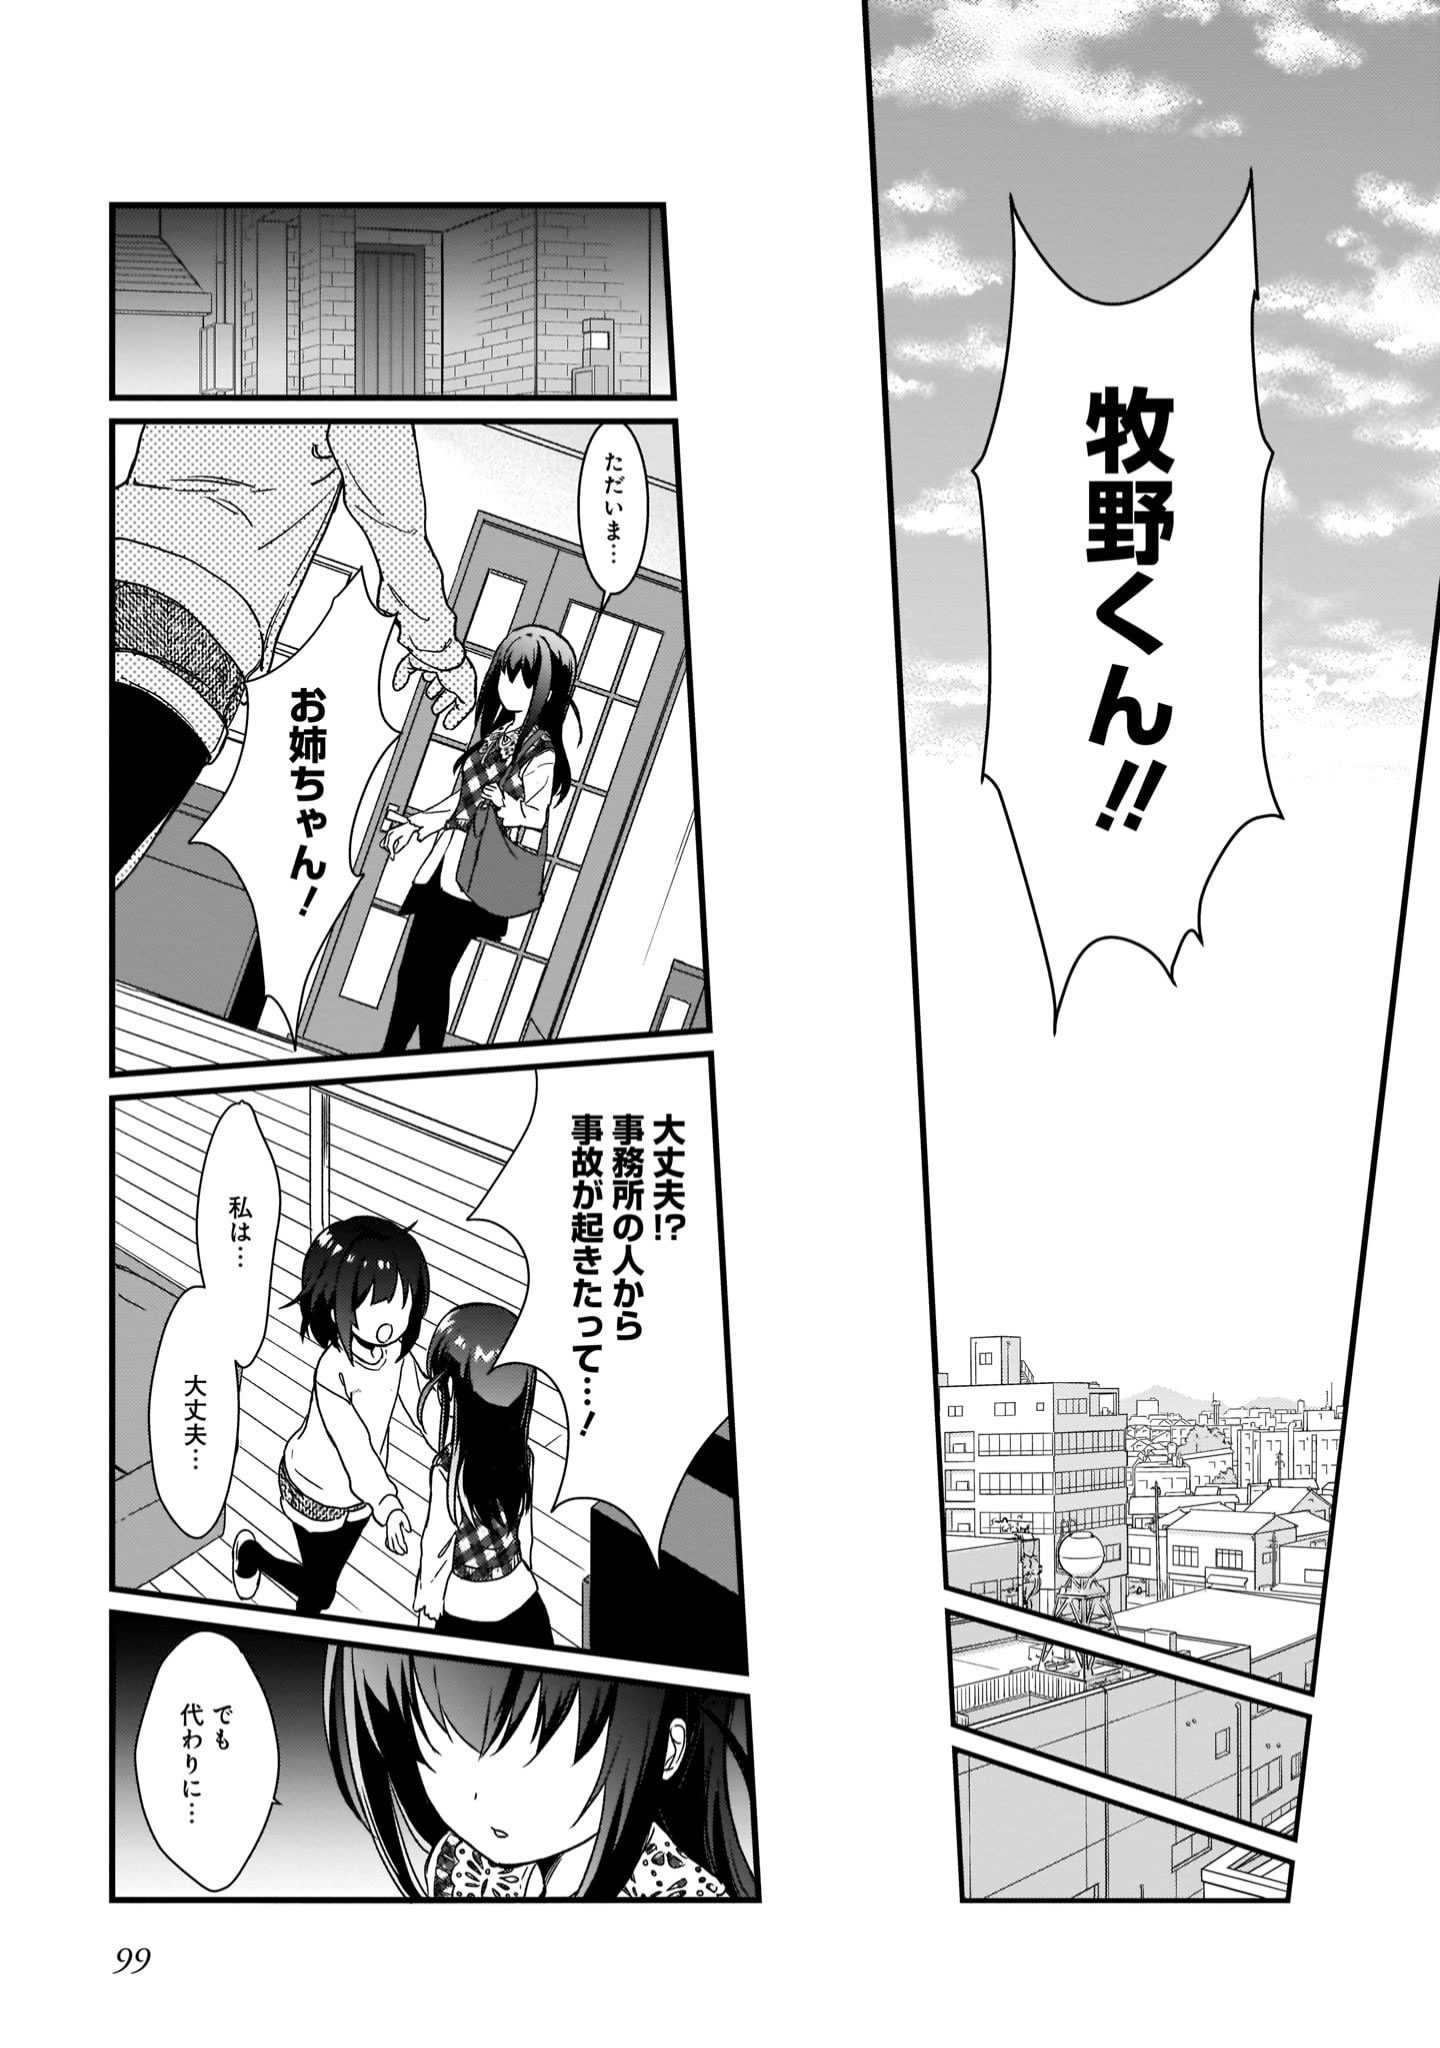 牧野くん!!
ただいま…
お姉ちゃん!
大丈夫!?
事務所の人から
事故が起きたって…!
私は…
大丈夫…
でも
代わりに…
99